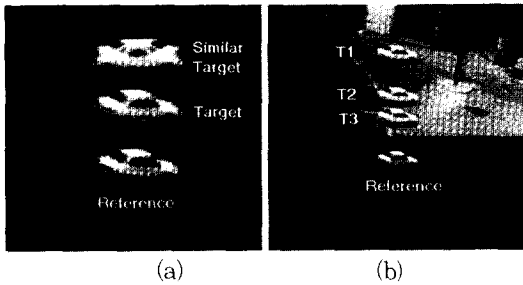 Similar
Target
Target
Reference
T1
T2
T3
Reference
(a)
(b)